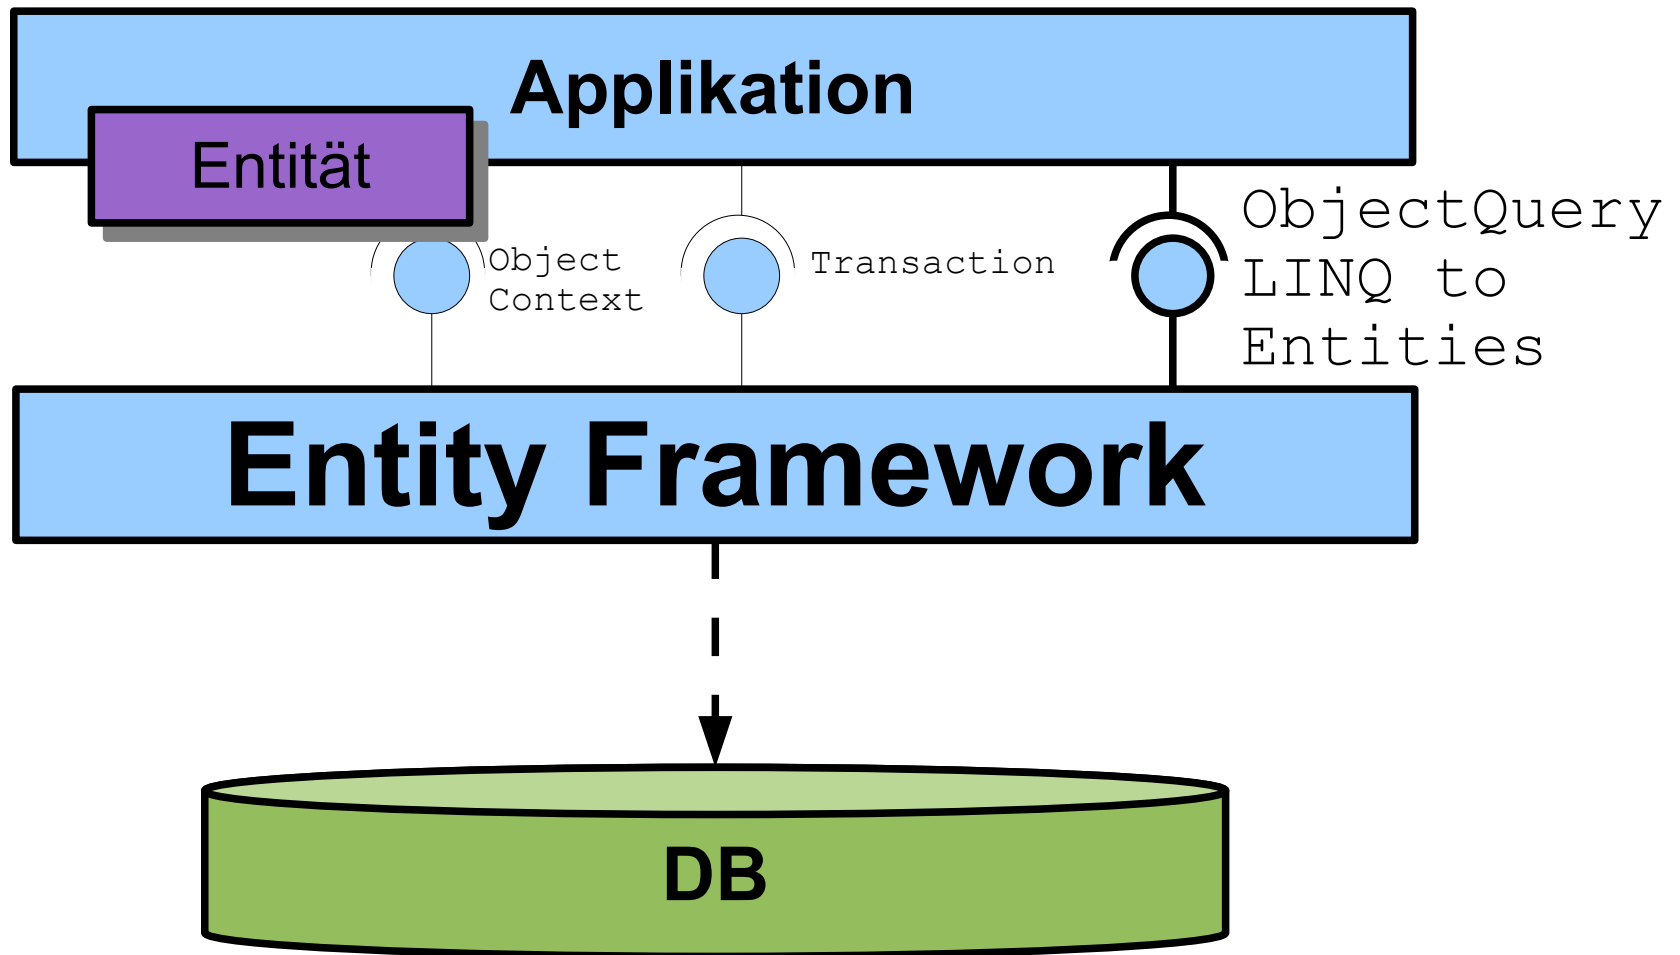 Applikation
Entität
Object
Context
Transaction
ObjectQuery
LINQ to
Entities
Entity Framework
DB